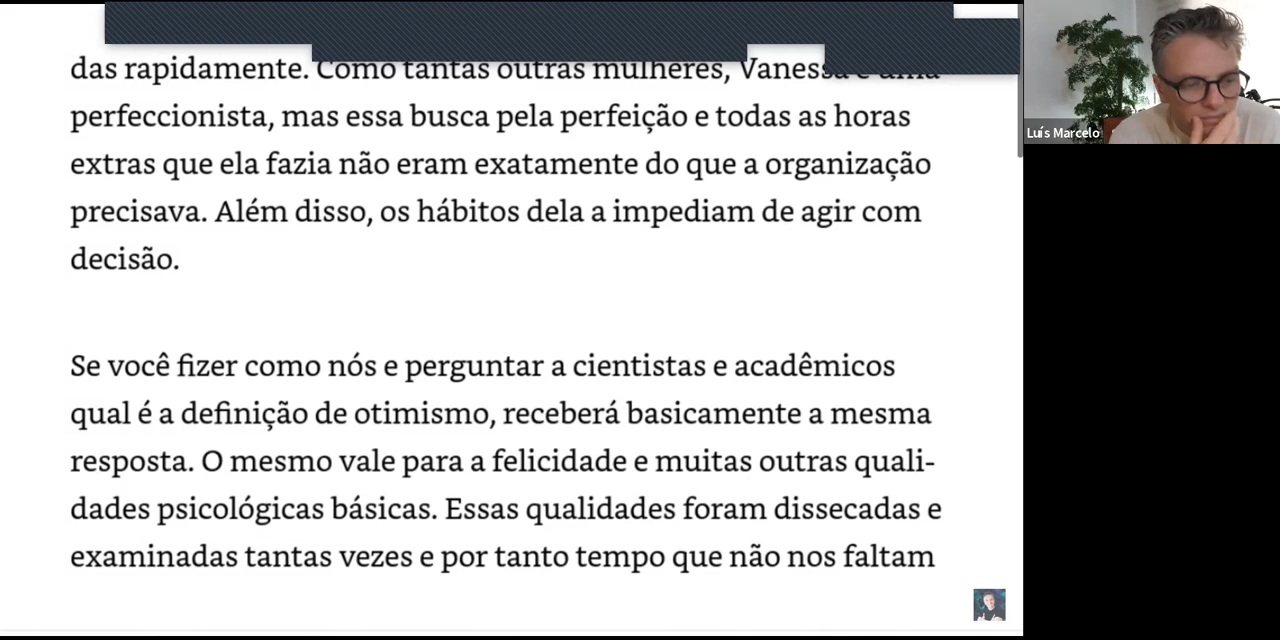 das rapidamente. Como tantas outras mulheres, Vanessa é uma
perfeccionista, mas essa busca pela perfeição e todas as horas
extras que ela fazia não eram exatamente do que a organização
precisava. Além disso, os hábitos dela a impediam de agir com
decisão.
Se você fizer como nós e perguntar a cientistas e acadêmicos
qual é a definição de otimismo, receberá basicamente a mesma
resposta. O mesmo vale para a felicidade e muitas outras quali-
dades psicológicas básicas. Essas qualidades foram dissecadas e
examinadas tantas vezes e por tanto tempo que não nos faltam
Luís Marcelo